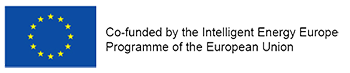 Co-funded by the Intelligent Energy Europe
Programme of the European Union